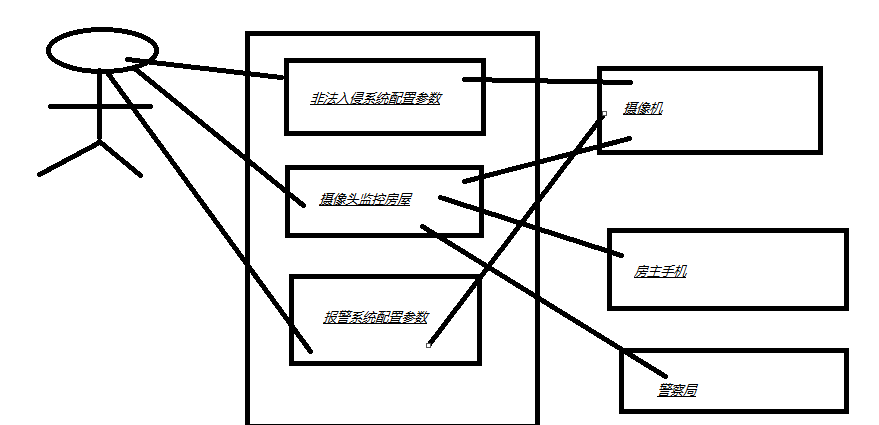 非法入侵系统配置参数
摄像机
摄像头监控房屋
房主手机
报警系统配置参数
警察局